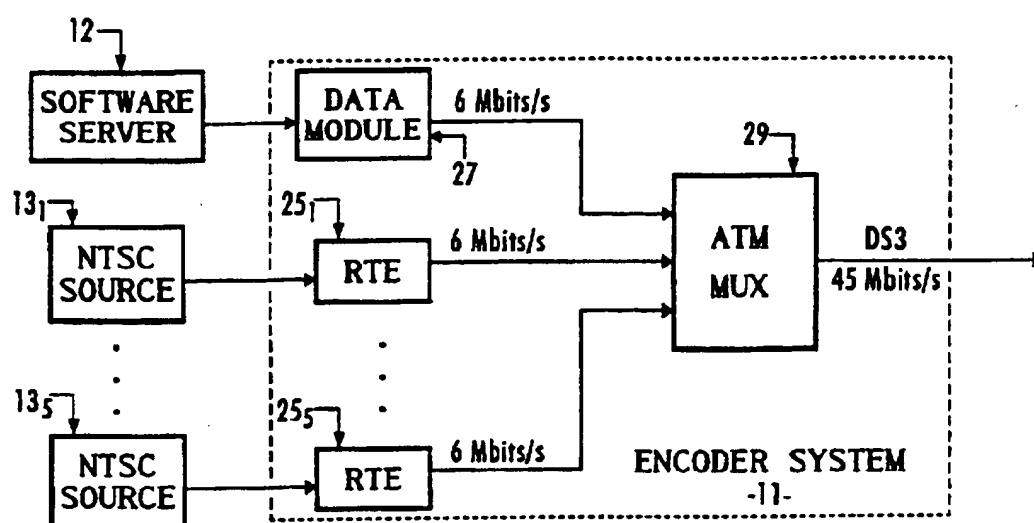 12
SOFTWARE
SERVER
DATA
MODULE
6 Mbits/s
27
29
13₁
NTSC
SOURCE
25₁
RTE
6 Mbits/s
ATM
MUX
DS3
45 Mbits/s
13₅
NTSC
SOURCE
25₅
RTE
6 Mbits/s
ENCODER SYSTEM
-11-